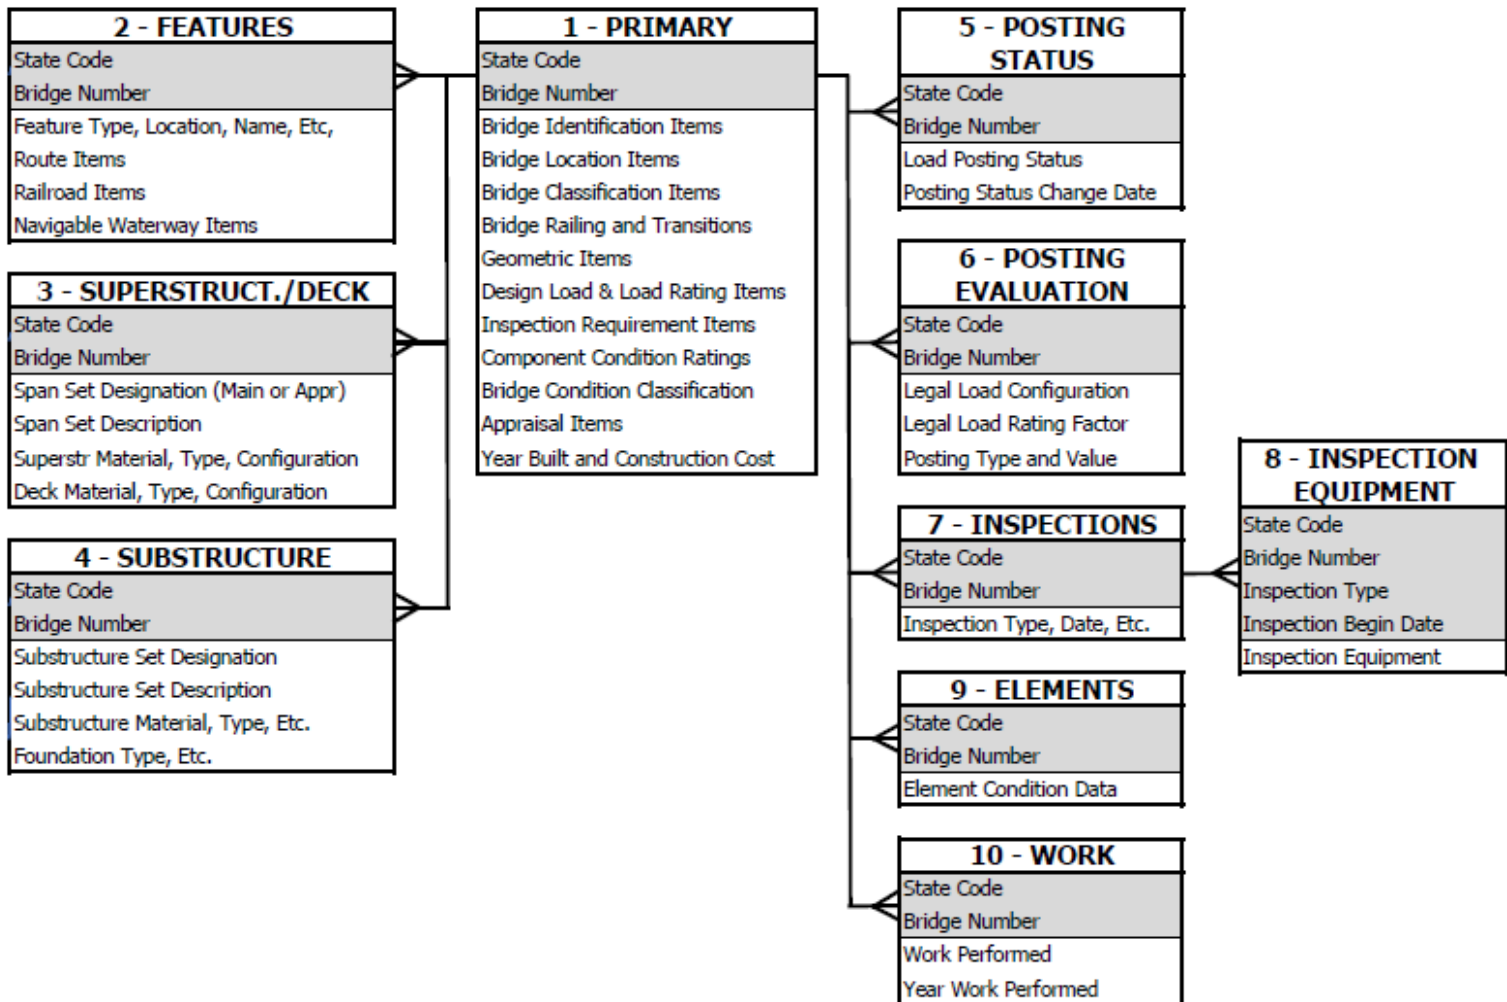 2 - FEATURES
State Code
Bridge Number
Feature Type, Location, Name, Etc,
Route Items
Railroad Items
Navigable Waterway Items
3 - SUPERSTRUCT./DECK
State Code
Bridge Number
Span Set Designation (Main or Appr)
Span Set Description
Superstr Material, Type, Configuration
Deck Material, Type, Configuration
4 - SUBSTRUCTURE
State Code
Bridge Number
Substructure Set Designation
Substructure Set Description
Substructure Material, Type, Etc.
Foundation Type, Etc.
1 - PRIMARY
State Code
Bridge Number
Bridge Identification Items
Bridge Location Items
Bridge Classification Items
Bridge Railing and Transitions
Geometric Items
Design Load & Load Rating Items
Inspection Requirement Items
Component Condition Ratings
Bridge Condition Classification
Appraisal Items
Year Built and Construction Cost
5 - POSTING
STATUS
State Code
Bridge Number
Load Posting Status
Posting Status Change Date
6 - POSTING
EVALUATION
State Code
Bridge Number
Legal Load Configuration
Legal Load Rating Factor
Posting Type and Value
7 - INSPECTIONS
State Code
Bridge Number
Inspection Type, Date, Etc.
8 - INSPECTION
EQUIPMENT
State Code
Bridge Number
Inspection Type
Inspection Begin Date
Inspection Equipment
9 - ELEMENTS
State Code
Bridge Number
Element Condition Data
10 - WORK
State Code
Bridge Number
Work Performed
Year Work Performed